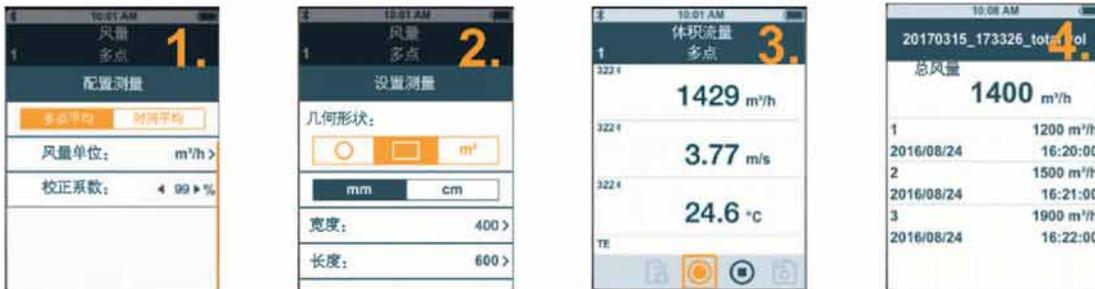 10:01 AM
风量
1 多点
1.
配置测量
多点平均 时间平均
风量单位: m³/h >
校正系数: ◀ 99 ▶ %
10:01 AM
风量
1 多点
2.
设置测量
几何形状:
m²
mm cm
宽度: 400 >
长度: 600 >
10:01 AM
体积流量
1 多点
3.
3224
1429 m³/h
3224
3.77 m/s
3224
24.6 °C
TE
10:08 AM
20170315_173326_total vol
4.
总风量
1400 m³/h
1 1200 m³/h
2016/08/24 16:20:00
2 1500 m³/h
2016/08/24 16:21:00
3 1900 m³/h
2016/08/24 16:22:00